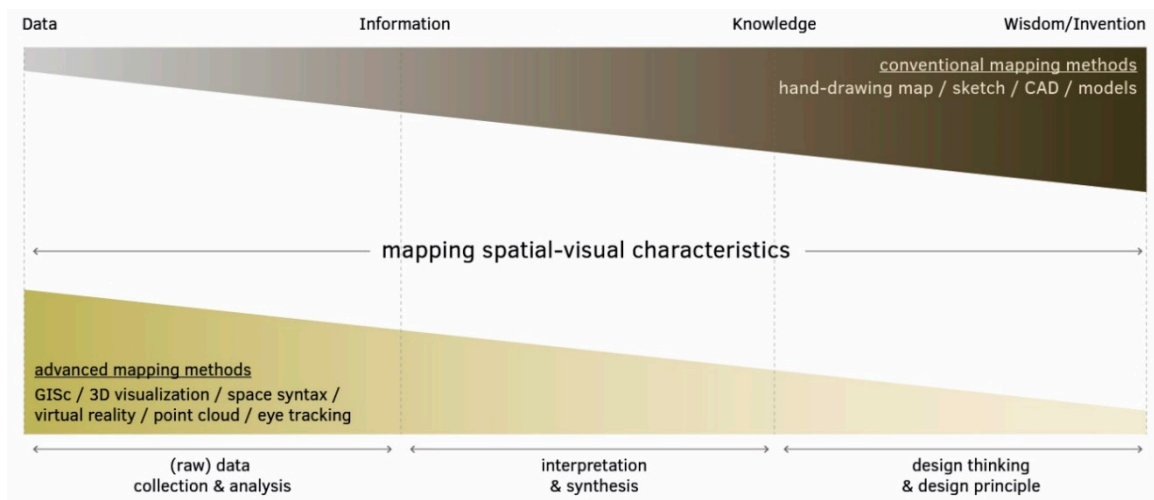 Data
Information
Knowledge
Wisdom/Invention
conventional mapping methods
hand-drawing map / sketch / CAD / models
mapping spatial-visual characteristics
advanced mapping methods
GISc / 3D visualization / space syntax /
virtual reality / point cloud / eye tracking
(raw) data
collection & analysis
interpretation
& synthesis
design thinking
& design principle